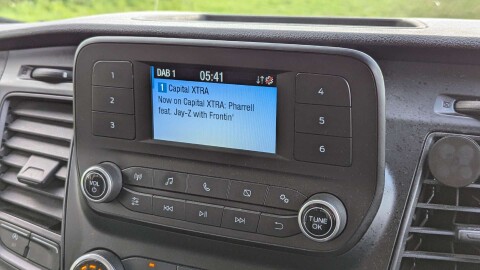 DAB 1 05:41
1 Capital XTRA
Now on Capital XTRA: Pharrell
feat. Jay-Z with Frontin'
1
2
3
4
5
6
VOL
TUNE
OK